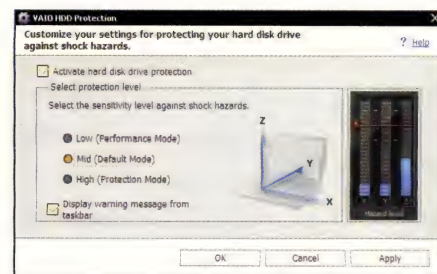 VAIO HDD Protection
Customize your settings for protecting your hard disk drive
against shock hazards.
? Help
Activate hard disk drive protection
Select protection level
Select the sensitivity level against shock hazards.
Low (Performance Mode)
Mid (Default Mode)
High (Protection Mode)
Display warning message from
taskbar
Z
Y
X
Hazard level
OK
Cancel
Apply